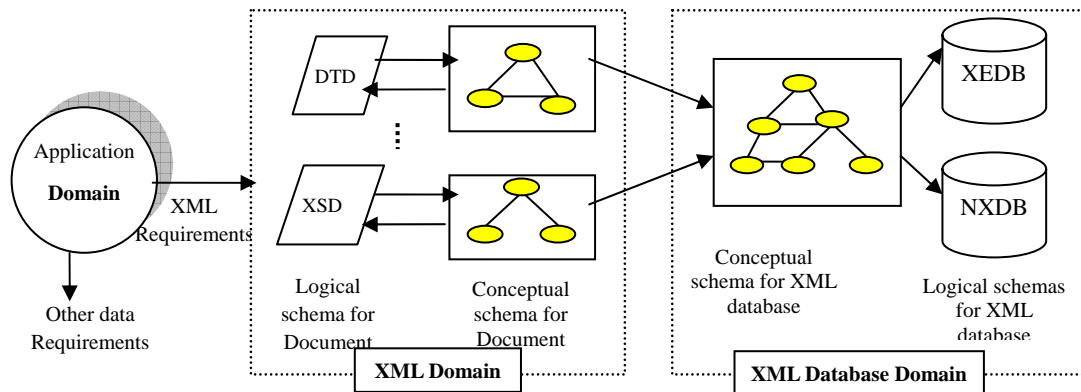 Application
Domain
XML
Requirements
Other data
Requirements
DTD
XSD
Logical
schema for
Document
Conceptual
schema for
Document
XML Domain
Conceptual
schema for XML
database
XEDB
NXDB
Logical schemas
for XML
database
XML Database Domain